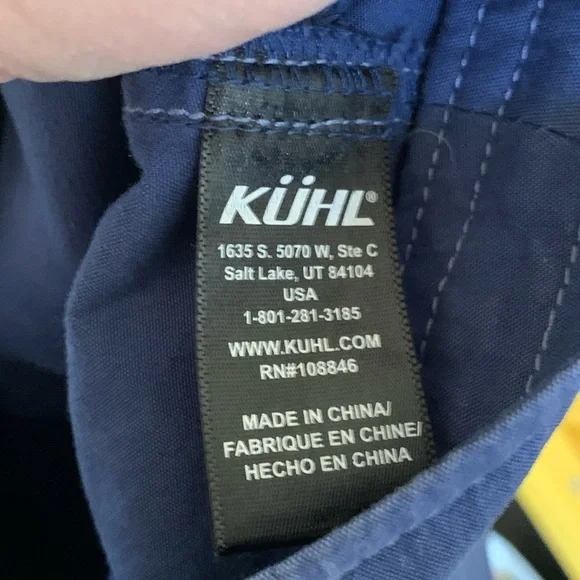 KÜHL®
1635 S. 5070 W, Ste C
Salt Lake, UT 84104
USA
1-801-281-3185
WWW.KUHL.COM
RN#108846
MADE IN CHINA/
FABRIQUE EN CHINE/
HECHO EN CHINA